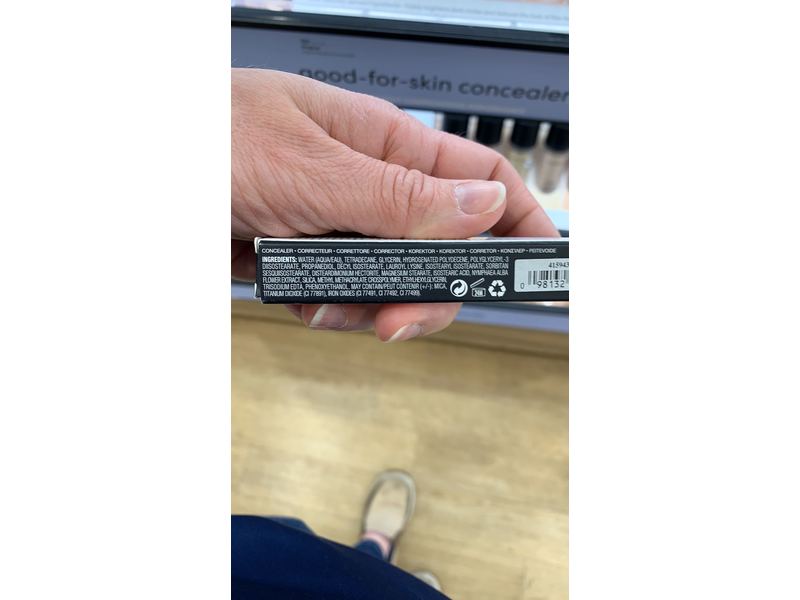 good-for-skin concealer
CONCEALER • CORRECTEUR • CORRETTORE • CORRECTOR • KOREKTOR • KOREKTOR • CORRETOR • ΚΟΝΣΙΛΕΡ • PEITEVOIDE
INGREDIENTS: WATER (AQUA/EAU), TETRADECANE, GLYCERIN, HYDROGENATED POLYDECENE, POLYGLYCERYL-3
DIISOSTEARATE, PROPANEDIOL, DECYL ISOSTEARATE, LAUROYL LYSINE, ISOSTEARYL ISOSTEARATE, SORBITAN
SESQUIISOSTEARATE, DISTEARDIMONIUM HECTORITE, MAGNESIUM STEARATE, ISOSTEARIC ACID, NYMPHAEA ALBA
FLOWER EXTRACT, SILICA, METHYL METHACRYLATE CROSSPOLYMER, ETHYLHEXYLGLYCERIN,
TRISODIUM EDTA, PHENOXYETHANOL. MAY CONTAIN/PEUT CONTENIR (+/-): MICA,
TITANIUM DIOXIDE (CI 77891), IRON OXIDES (CI 77491, CI 77492, CI 77499).
24M
415943
0 98132